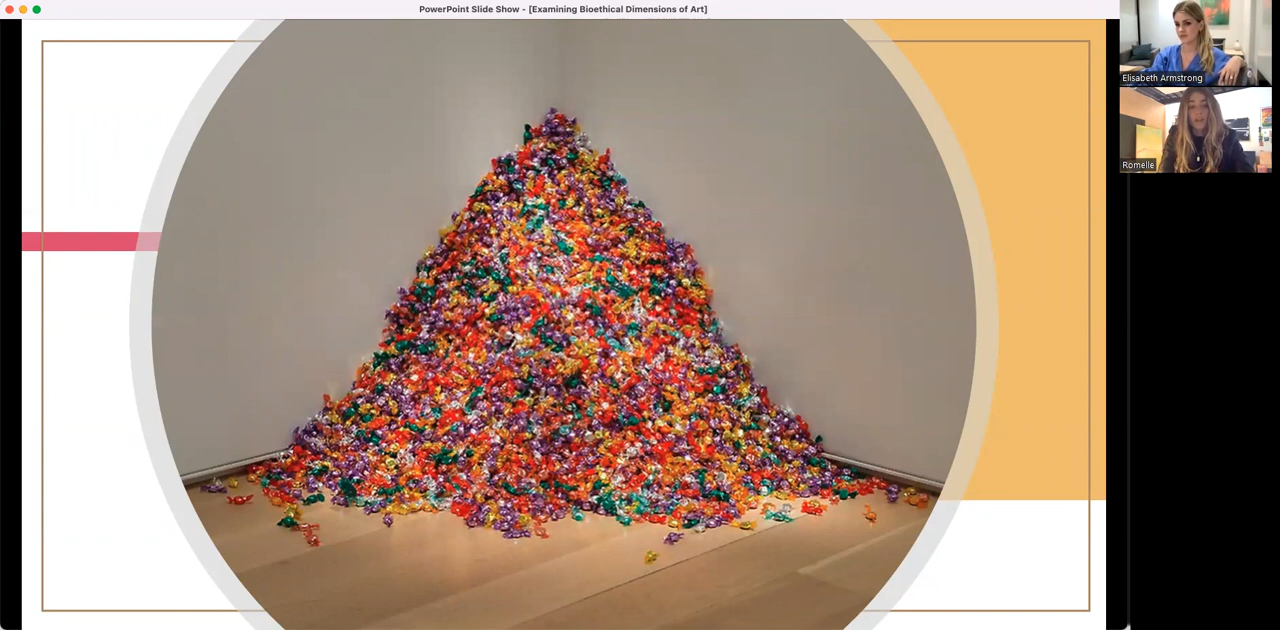 PowerPoint Slide Show - [Examining Bioethical Dimensions of Art]
Elisabeth Armstrong
Romelle